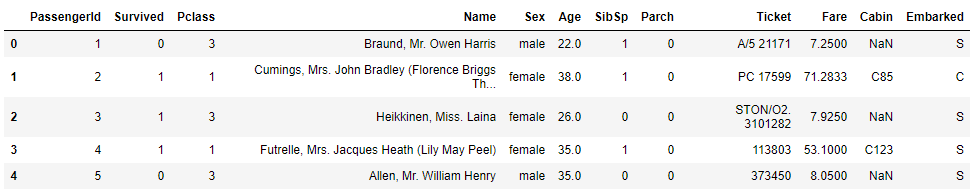 PassengerId Survived Pclass Name Sex Age SibSp Parch Ticket Fare Cabin Embarked
0 1 0 3 Braund, Mr. Owen Harris male 22.0 1 0 A/5 21171 7.2500 NaN S
1 2 1 1 Cumings, Mrs. John Bradley (Florence Briggs Th... female 38.0 1 0 PC 17599 71.2833 C85 C
2 3 1 3 Heikkinen, Miss. Laina female 26.0 0 0 STON/O2. 3101282 7.9250 NaN S
3 4 1 1 Futrelle, Mrs. Jacques Heath (Lily May Peel) female 35.0 1 0 113803 53.1000 C123 S
4 5 0 3 Allen, Mr. William Henry male 35.0 0 0 373450 8.0500 NaN S